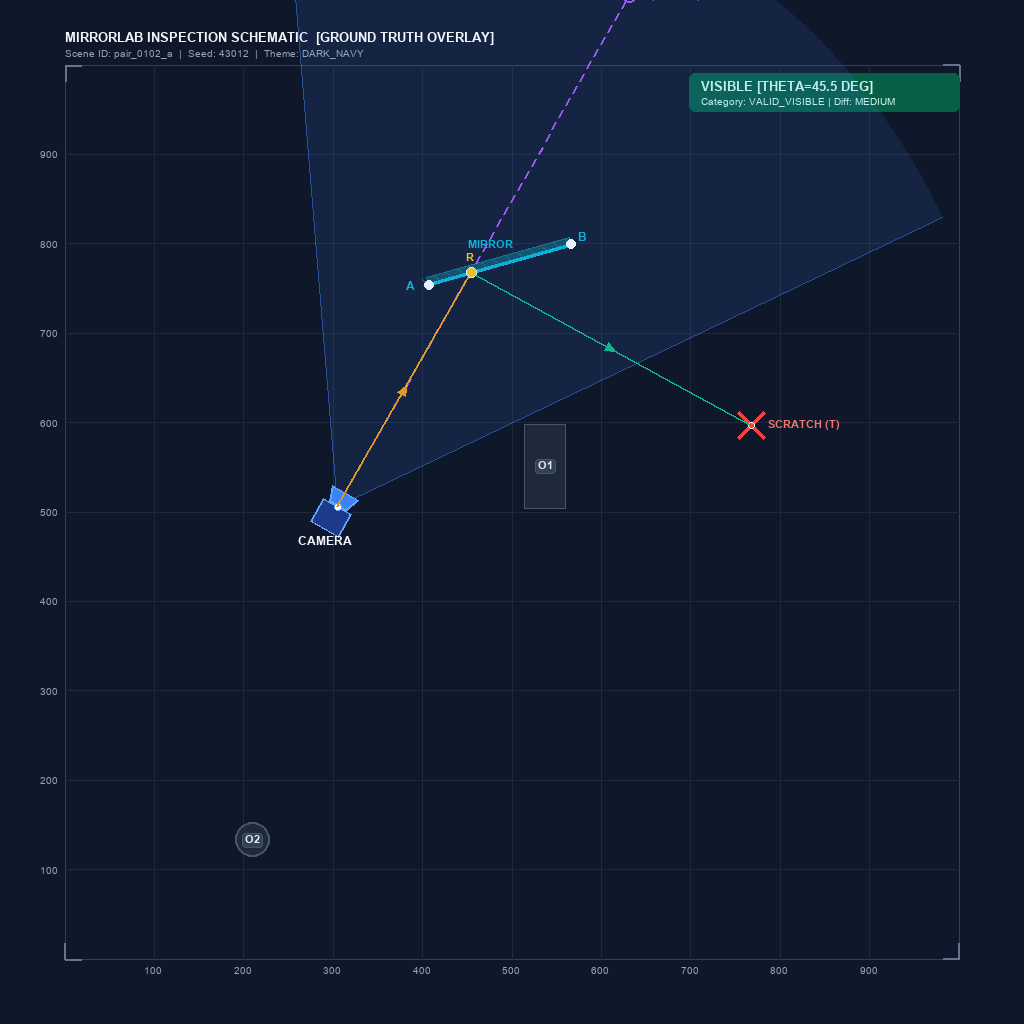 MIRRORLAB INSPECTION SCHEMATIC  [GROUND TRUTH OVERLAY]
Scene ID: pair_0102_a  |  Seed: 43012  |  Theme: DARK_NAVY
VISIBLE [THETA=45.5 DEG]
Category: VALID_VISIBLE | Diff: MEDIUM
900
800
700
600
500
400
300
200
100
MIRROR
B
R
A
SCRATCH (T)
O1
CAMERA
O2
100 200 300 400 500 600 700 800 900